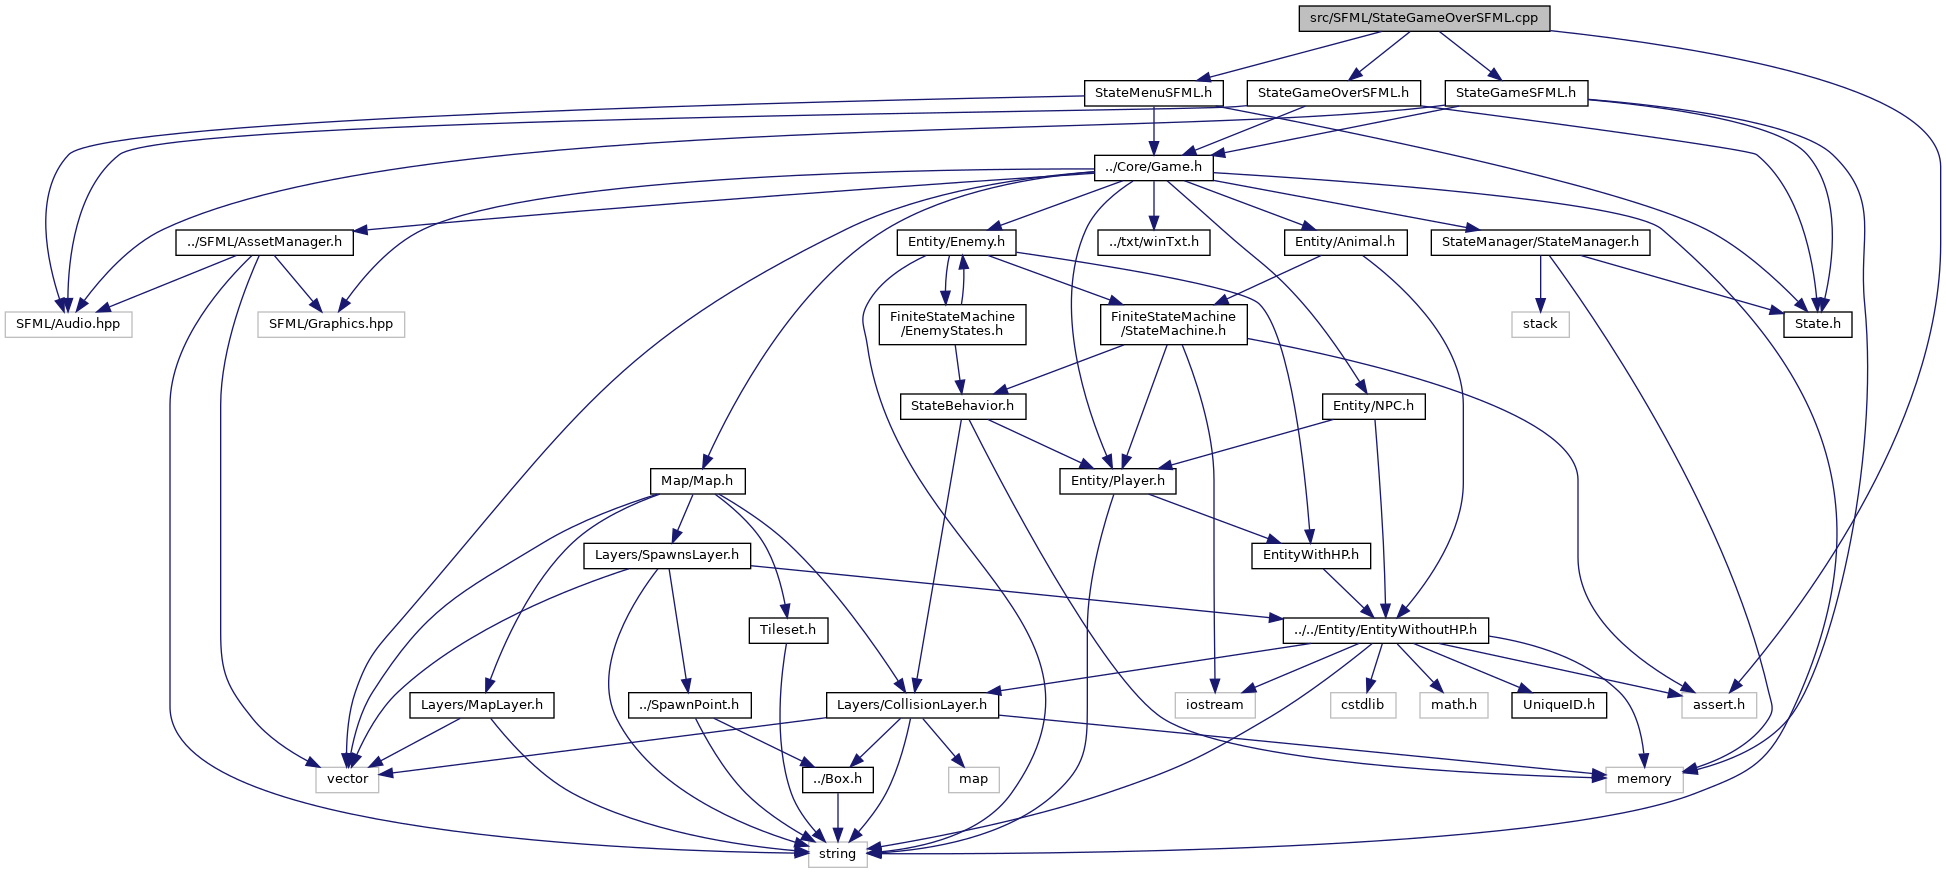 src/SFML/StateGameOverSFML.cpp
StateMenuSFML.h
StateGameOverSFML.h
StateGameSFML.h
../Core/Game.h
../SFML/AssetManager.h
Entity/Enemy.h
../txt/winTxt.h
Entity/Animal.h
StateManager/StateManager.h
SFML/Audio.hpp
SFML/Graphics.hpp
FiniteStateMachine
/EnemyStates.h
FiniteStateMachine
/StateMachine.h
stack
State.h
StateBehavior.h
Entity/NPC.h
Map/Map.h
Entity/Player.h
Layers/SpawnsLayer.h
EntityWithHP.h
Tileset.h
../../Entity/EntityWithoutHP.h
Layers/MapLayer.h
../SpawnPoint.h
Layers/CollisionLayer.h
iostream
cstdlib
math.h
UniqueID.h
assert.h
vector
../Box.h
map
memory
string